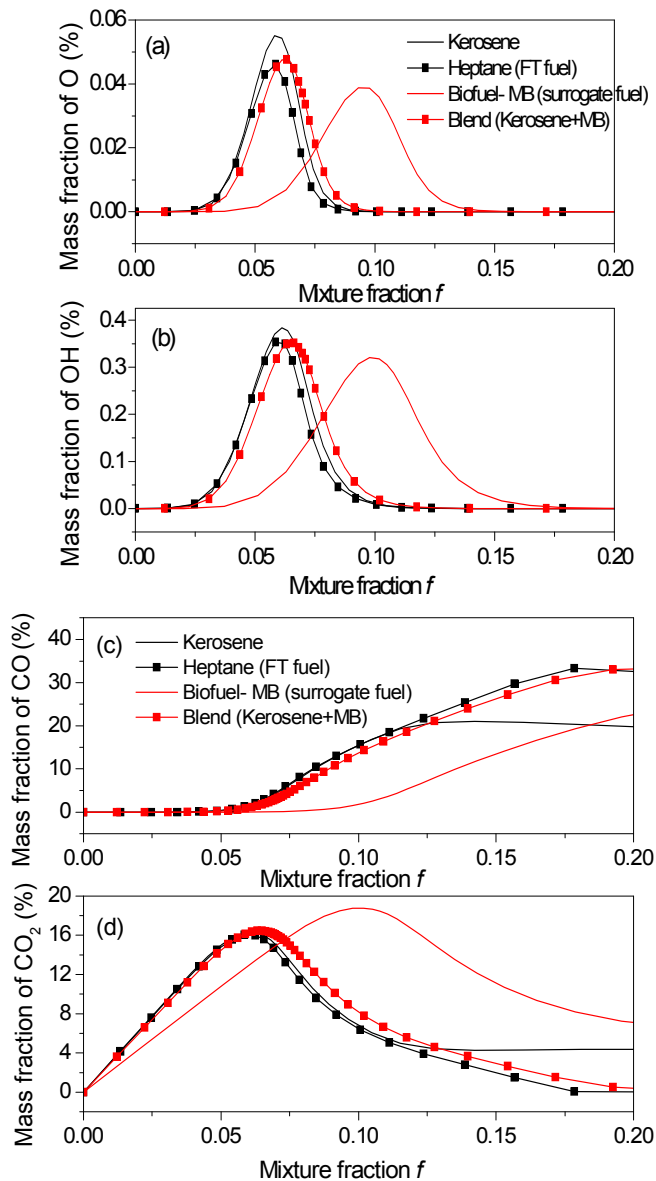 0.06
(a)
Kerosene
Heptane (FT fuel)
Biofuel- MB (surrogate fuel)
Blend (Kerosene+MB)
0.04
0.02
0.00
Mass fraction of O (%)
0.00 0.05 0.10 0.15 0.20
Mixture fraction f
0.4
(b)
0.3
0.2
0.1
0.0
Mass fraction of OH (%)
0.00 0.05 0.10 0.15 0.20
Mixture fraction f
50
(c)
Kerosene
Heptane (FT fuel)
Biofuel- MB (surrogate fuel)
Blend (Kerosene+MB)
40
30
20
10
0
Mass fraction of CO (%)
0.00 0.05 0.10 0.15 0.20
Mixture fraction f
20
(d)
16
12
8
4
0
Mass fraction of CO2 (%)
0.00 0.05 0.10 0.15 0.20
Mixture fraction f